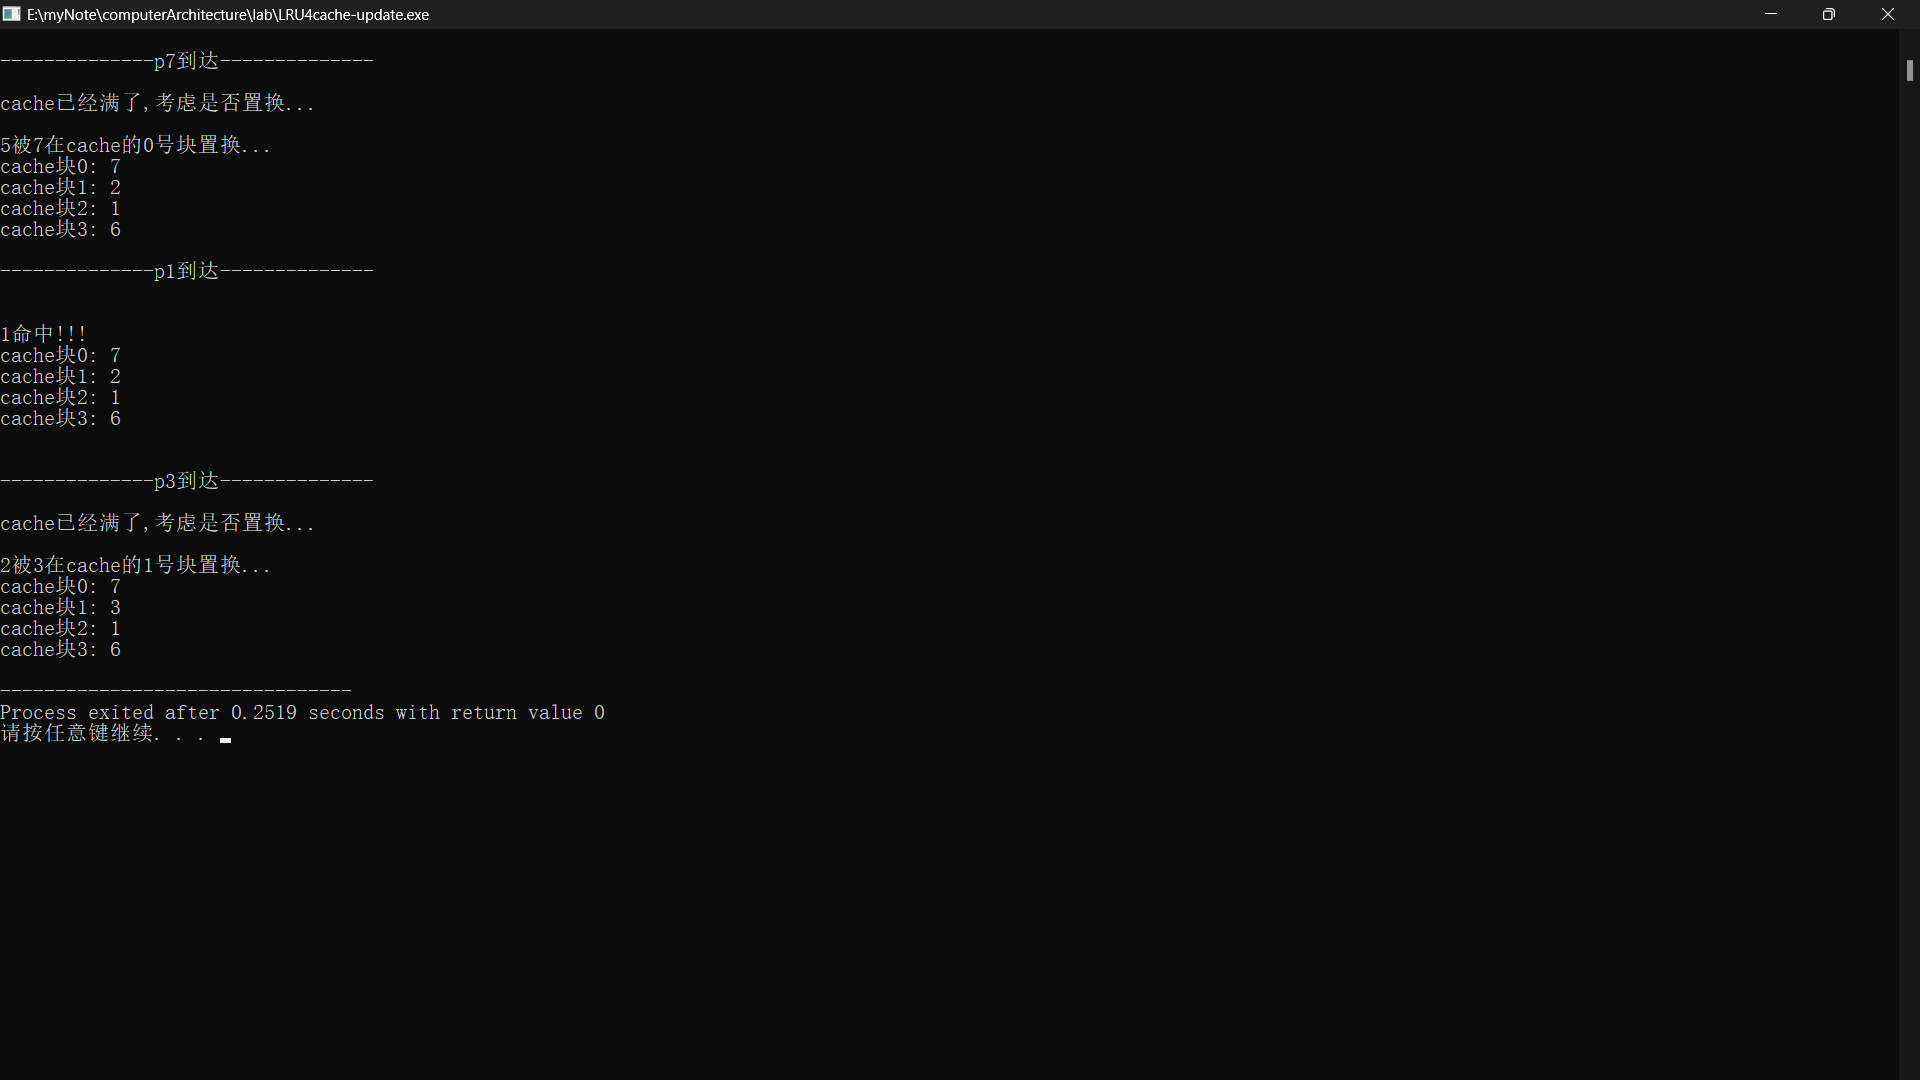 E:\myNote\computerArchitecture\lab\LRU4cache-update.exe
--------------p7到达--------------
cache已经满了,考虑是否置换...
5被7在cache的0号块置换...
cache块0: 7
cache块1: 2
cache块2: 1
cache块3: 6
--------------p1到达--------------
1命中!!!
cache块0: 7
cache块1: 2
cache块2: 1
cache块3: 6
--------------p3到达--------------
cache已经满了,考虑是否置换...
2被3在cache的1号块置换...
cache块0: 7
cache块1: 3
cache块2: 1
cache块3: 6
--------------------------------
Process exited after 0.2519 seconds with return value 0
请按任意键继续. . .